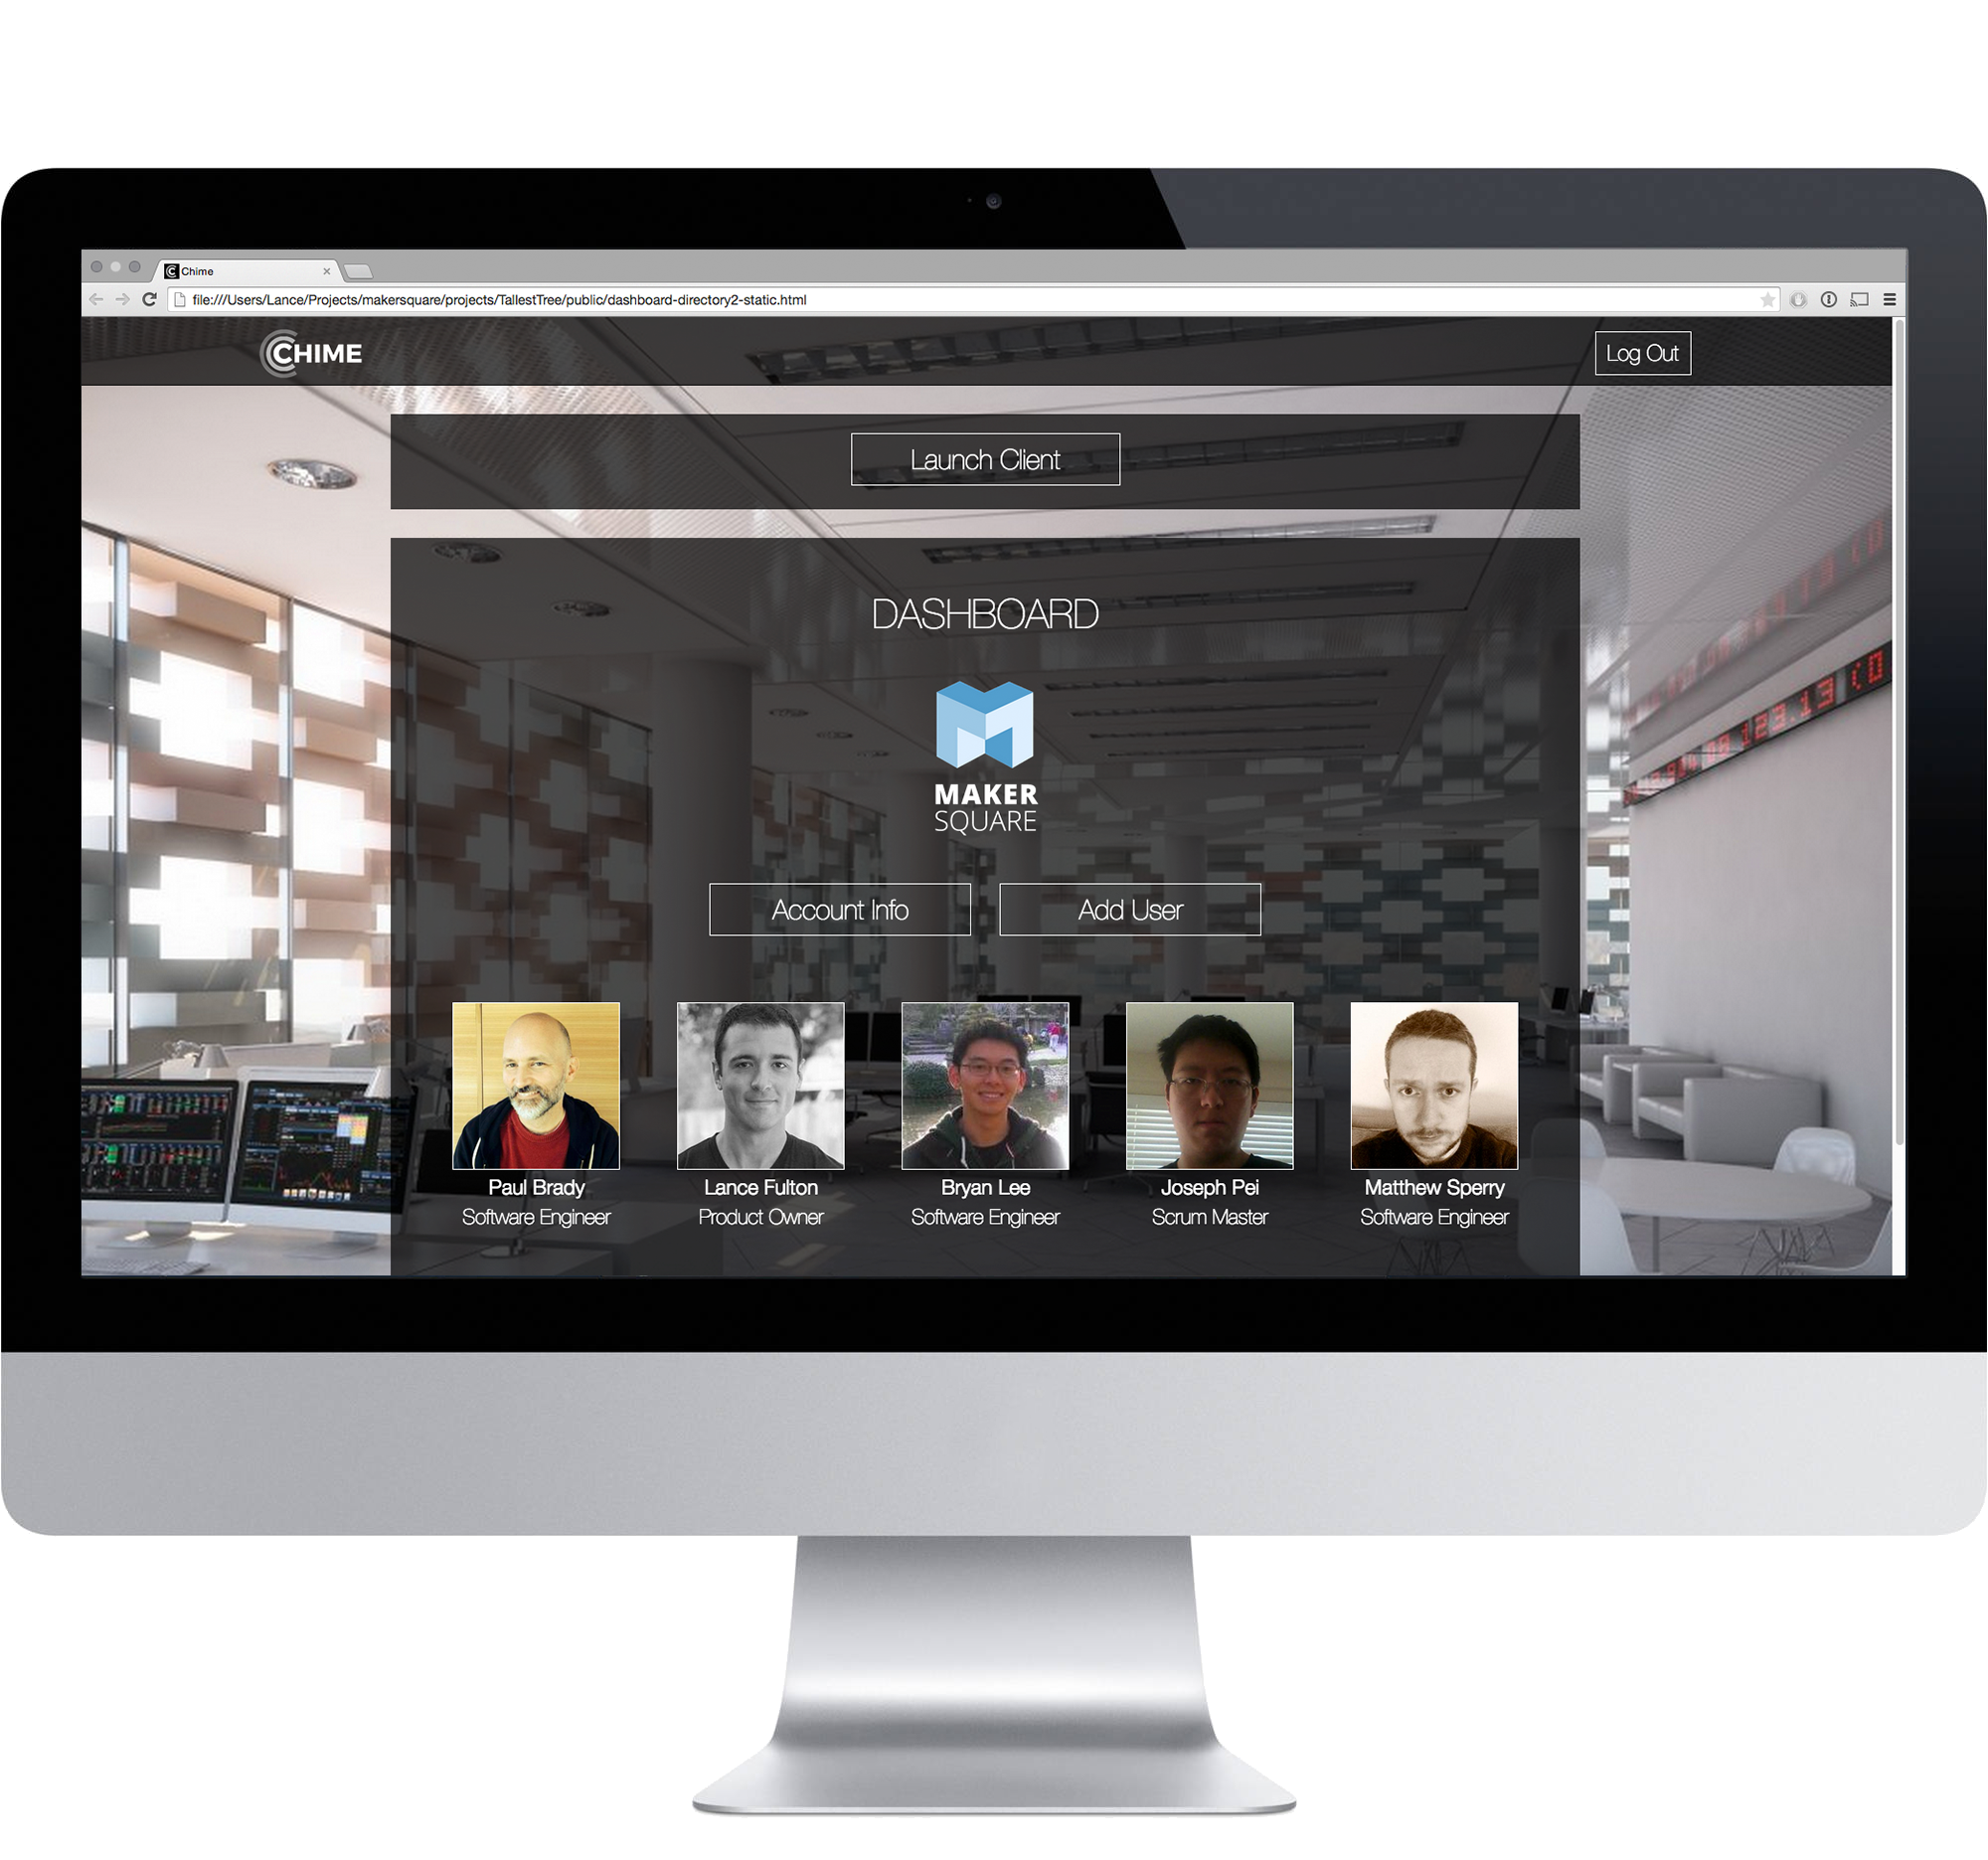 Chime
file:///Users/Lance/Projects/makersquare/projects/TallestTree/public/dashboard-directory2-static.html
CHIME
Log Out
Launch Client
DASHBOARD
MAKER
SQUARE
Account Info
Add User
Paul Brady
Software Engineer
Lance Fulton
Product Owner
Bryan Lee
Software Engineer
Joseph Pei
Scrum Master
Matthew Sperry
Software Engineer